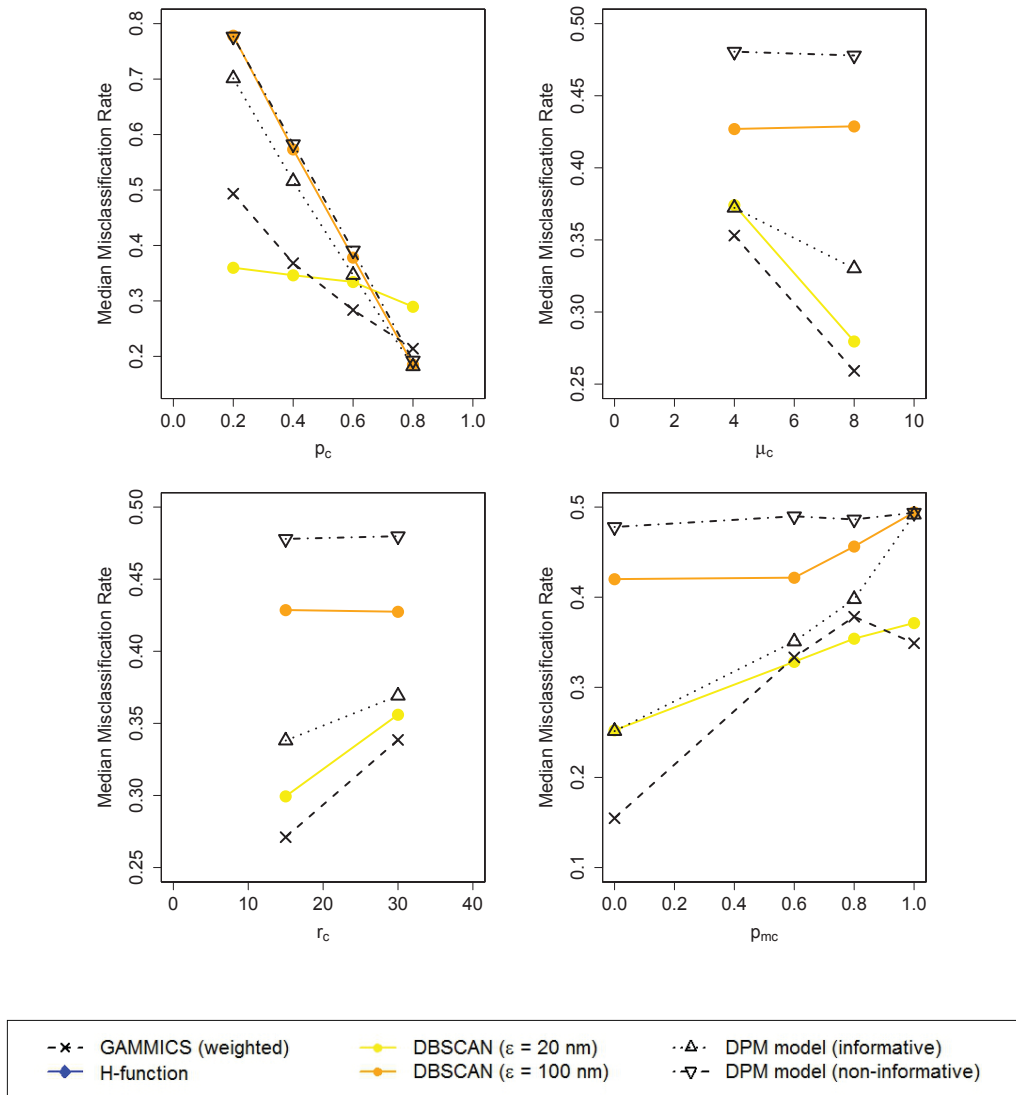 Median Misclassification Rate
0.2 0.3 0.4 0.5 0.6 0.7 0.8
0.0 0.2 0.4 0.6 0.8 1.0
pc
Median Misclassification Rate
0.25 0.30 0.35 0.40 0.45 0.50
0 2 4 6 8 10
μc
Median Misclassification Rate
0.25 0.30 0.35 0.40 0.45 0.50
0 10 20 30 40
rc
Median Misclassification Rate
0.1 0.2 0.3 0.4 0.5
0.0 0.2 0.4 0.6 0.8 1.0
pmc
GAMMICS (weighted)
H-function
DBSCAN (ε = 20 nm)
DBSCAN (ε = 100 nm)
DPM model (informative)
DPM model (non-informative)